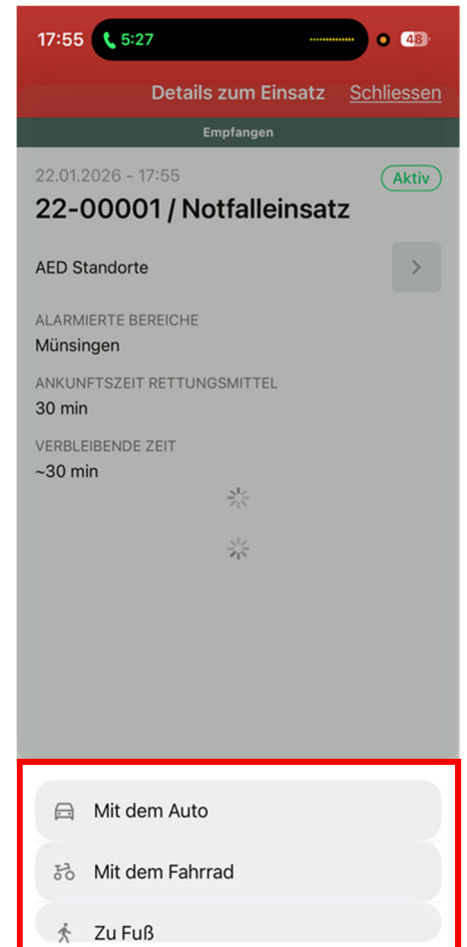 17:55 5:27 48
Details zum Einsatz Schliessen
Empfangen
22.01.2026 - 17:55 Aktiv
22-00001 / Notfalleinsatz
AED Standorte
ALARMIERTE BEREICHE
Münsingen
ANKUNFTSZEIT RETTUNGSMITTEL
30 min
VERBLEIBENDE ZEIT
~30 min
Mit dem Auto
Mit dem Fahrrad
Zu Fuß